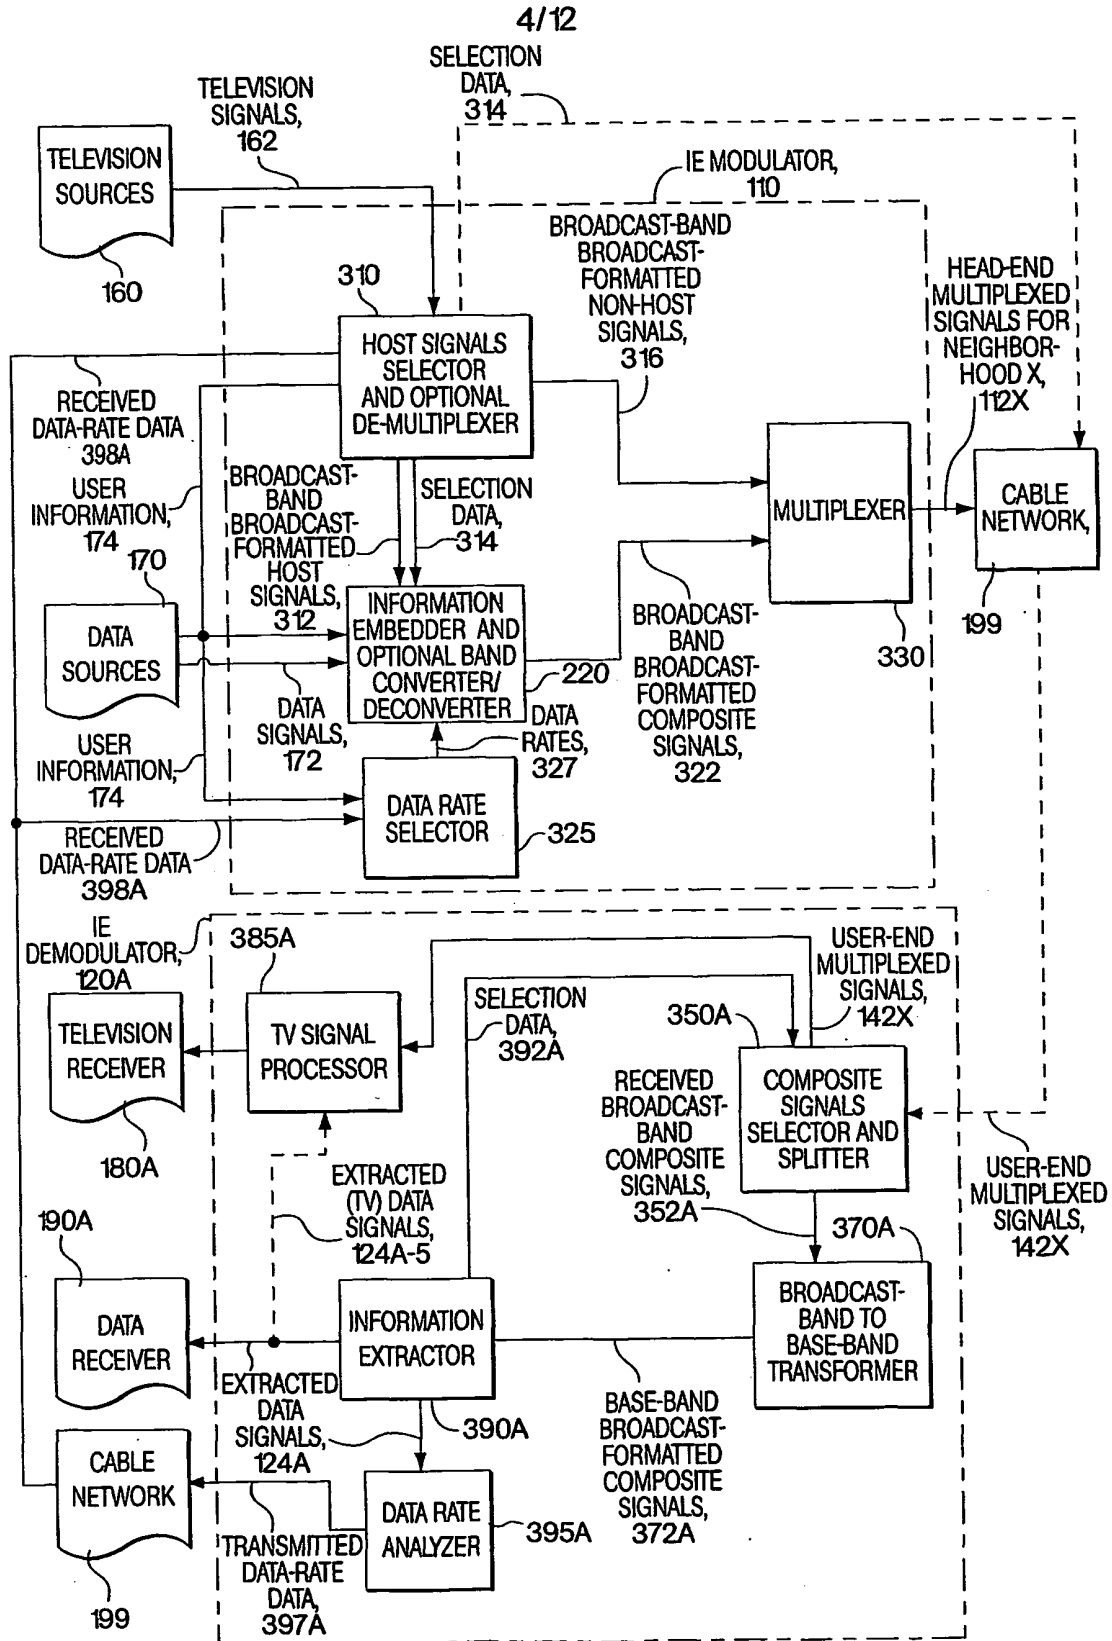 4/12
SELECTION
DATA,
314
TELEVISION
SIGNALS,
162
TELEVISION
SOURCES
160
IE MODULATOR,
110
BROADCAST-BAND
BROADCAST-
FORMATTED
NON-HOST
SIGNALS,
316
HEAD-END
MULTIPLEXED
SIGNALS FOR
NEIGHBOR-
HOOD X,
112X
310
HOST SIGNALS
SELECTOR
AND OPTIONAL
DE-MULTIPLEXER
RECEIVED
DATA-RATE DATA
398A
USER
INFORMATION,
174
BROADCAST-
BAND
BROADCAST-
FORMATTED
HOST
SIGNALS,
312
SELECTION
DATA,
314
MULTIPLEXER
330
CABLE
NETWORK,
199
170
DATA
SOURCES
INFORMATION
EMBEDDER AND
OPTIONAL BAND
CONVERTER/
DECONVERTER
220
BROADCAST-
BAND
BROADCAST-
FORMATTED
COMPOSITE
SIGNALS,
322
DATA
SIGNALS,
172
DATA
RATES,
327
USER
INFORMATION,
174
DATA RATE
SELECTOR
325
RECEIVED
DATA-RATE DATA
398A
IE
DEMODULATOR,
120A
385A
TV SIGNAL
PROCESSOR
SELECTION
DATA,
392A
USER-END
MULTIPLEXED
SIGNALS,
142X
350A
TELEVISION
RECEIVER
180A
COMPOSITE
SIGNALS
SELECTOR AND
SPLITTER
RECEIVED
BROADCAST-
BAND
COMPOSITE
SIGNALS,
352A
USER-END
MULTIPLEXED
SIGNALS,
142X
EXTRACTED
(TV) DATA
SIGNALS,
124A-5
190A
DATA
RECEIVER
INFORMATION
EXTRACTOR
390A
370A
BROADCAST-
BAND TO
BASE-BAND
TRANSFORMER
EXTRACTED
DATA
SIGNALS,
124A
BASE-BAND
BROADCAST-
FORMATTED
COMPOSITE
SIGNALS,
372A
CABLE
NETWORK
199
DATA RATE
ANALYZER
395A
TRANSMITTED
DATA-RATE
DATA,
397A